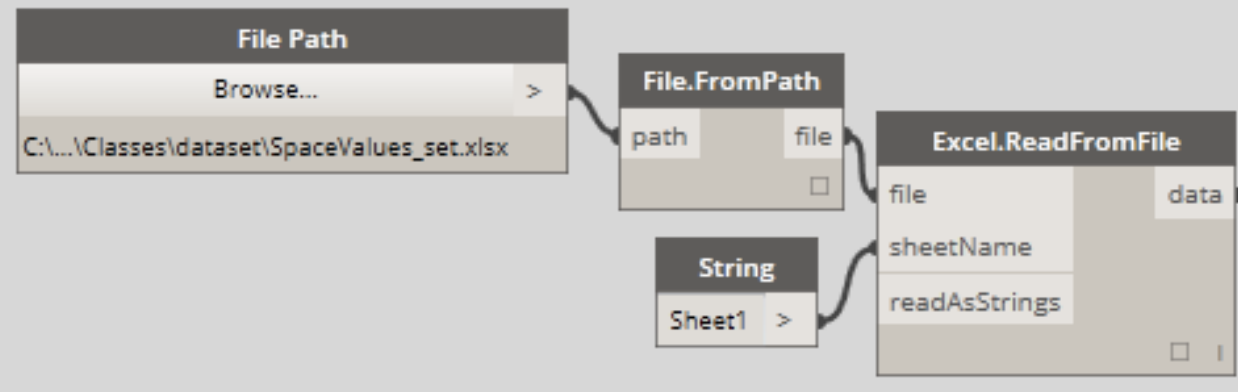 File Path
Browse... >
C:\...\Classes\dataset\SpaceValues_set.xlsx
File.FromPath
path file
Excel.ReadFromFile
file data
sheetName
readAsStrings
String
Sheet1 >